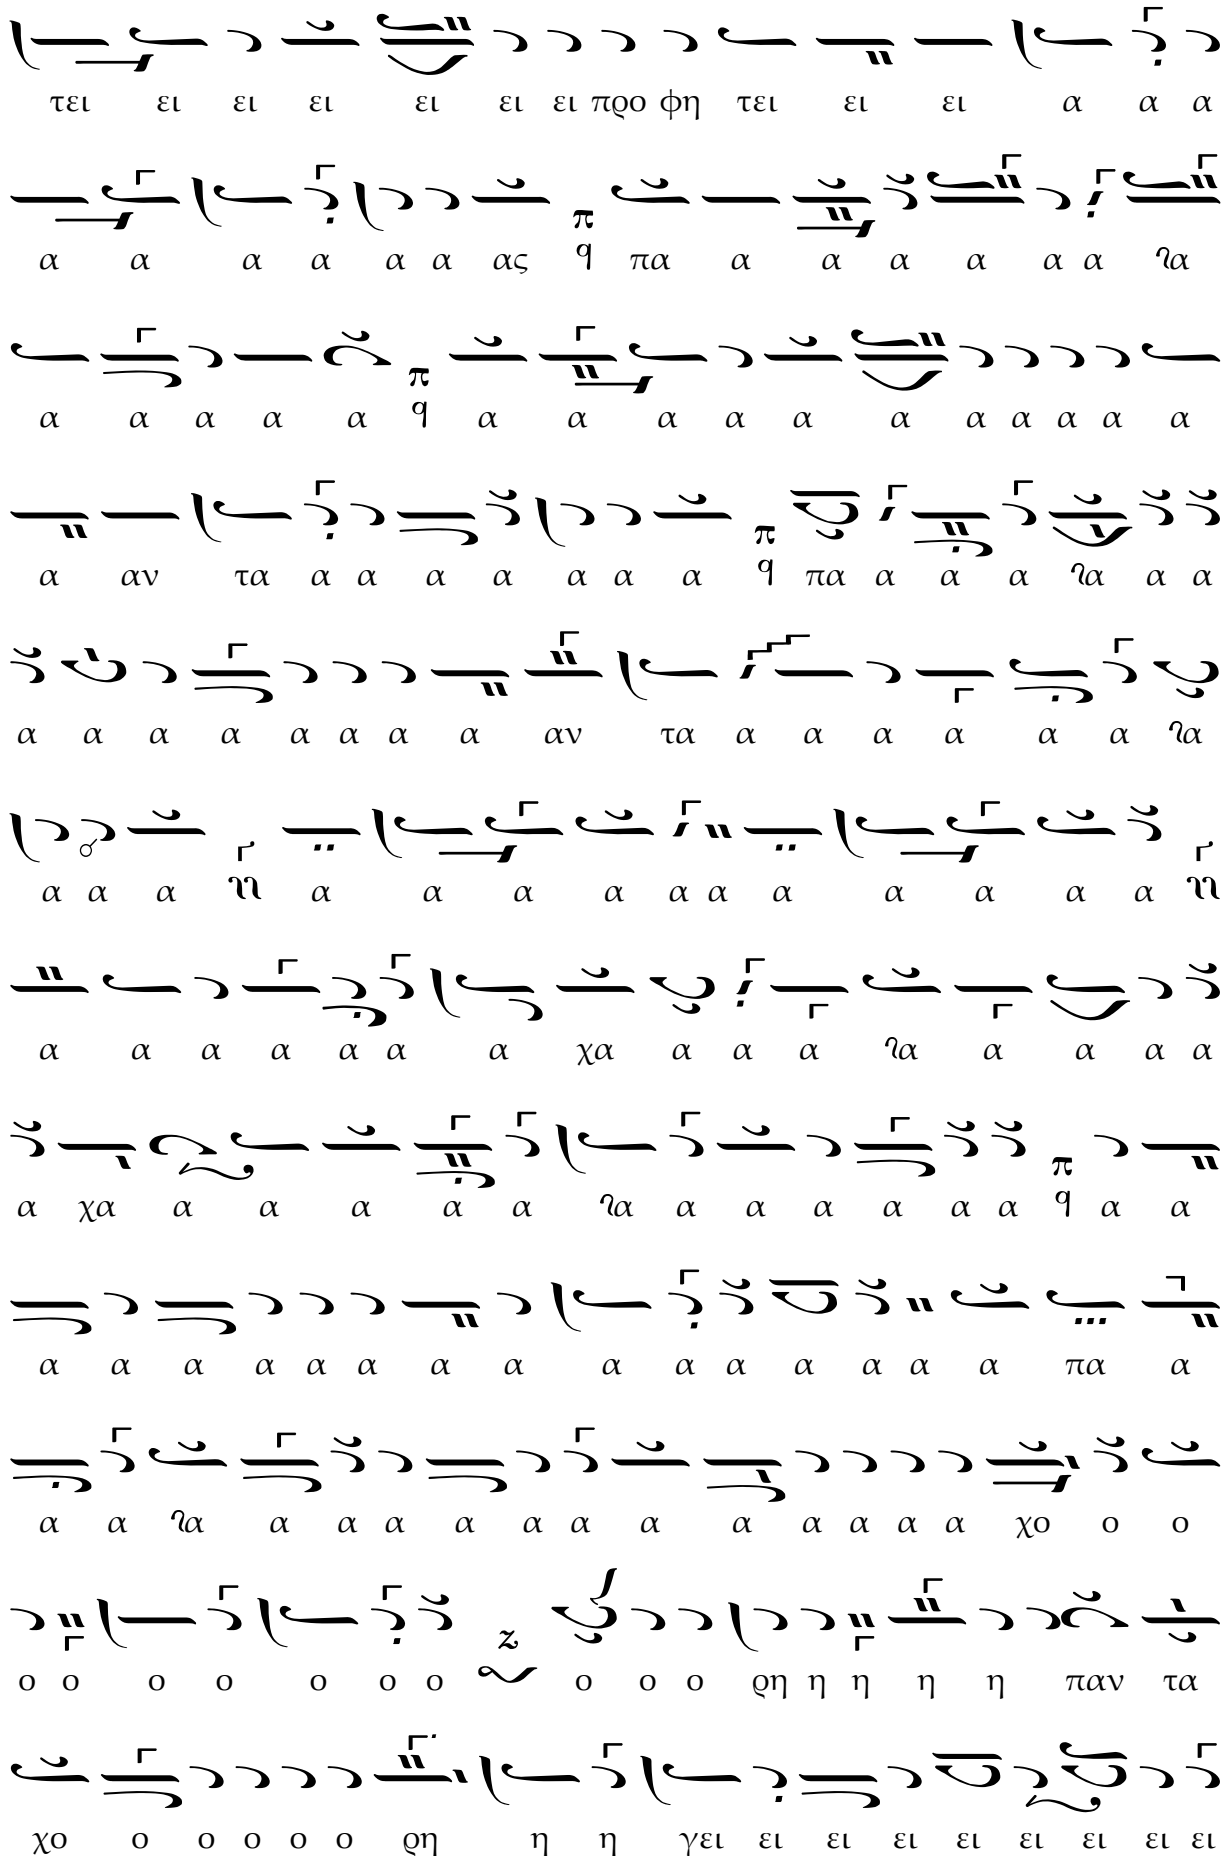 τει ει ει ει ει ει ει προ φη τει ει ει α α α
α α α α α α ας π q πα α α α α α α ϡα
α α α α α π q α α α α α α α α α α α
α αν τα α α α α α α α π q πα α α α ϡα α α
α α α α α α α α αν τα α α α α α α ϡα
α α α α α α α α α α α α α α
α α α α α α α χα α α α ϡα α α α α
α χα α α α α α ϡα α α α α α α π q α α
α α α α α α α α α α α α α α α πα α
α α ϡα α α α α α α α α α α α α χο ο ο
ο ο ο ο ο ο ο ο ο ο ρη η η η η παν τα
χο ο ο ο ο ο ρη η η γει ει ει ει ει ει ει ει ει